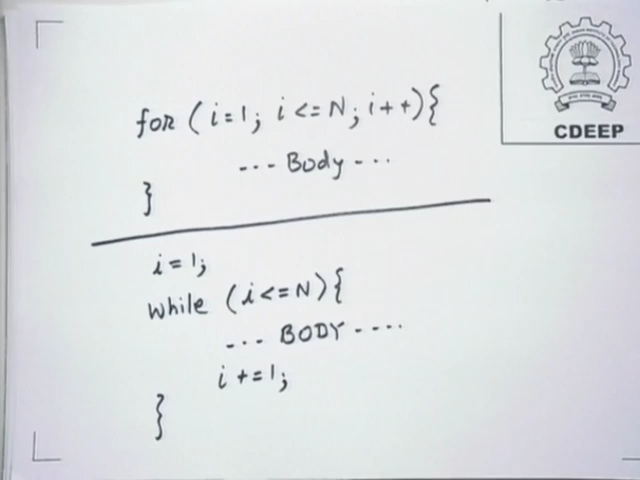 for (i=1; i<=N; i++){
--- Body ---
}
i=1;
while (i<=N){
--- BODY ----
i+=1;
}
CDEEP